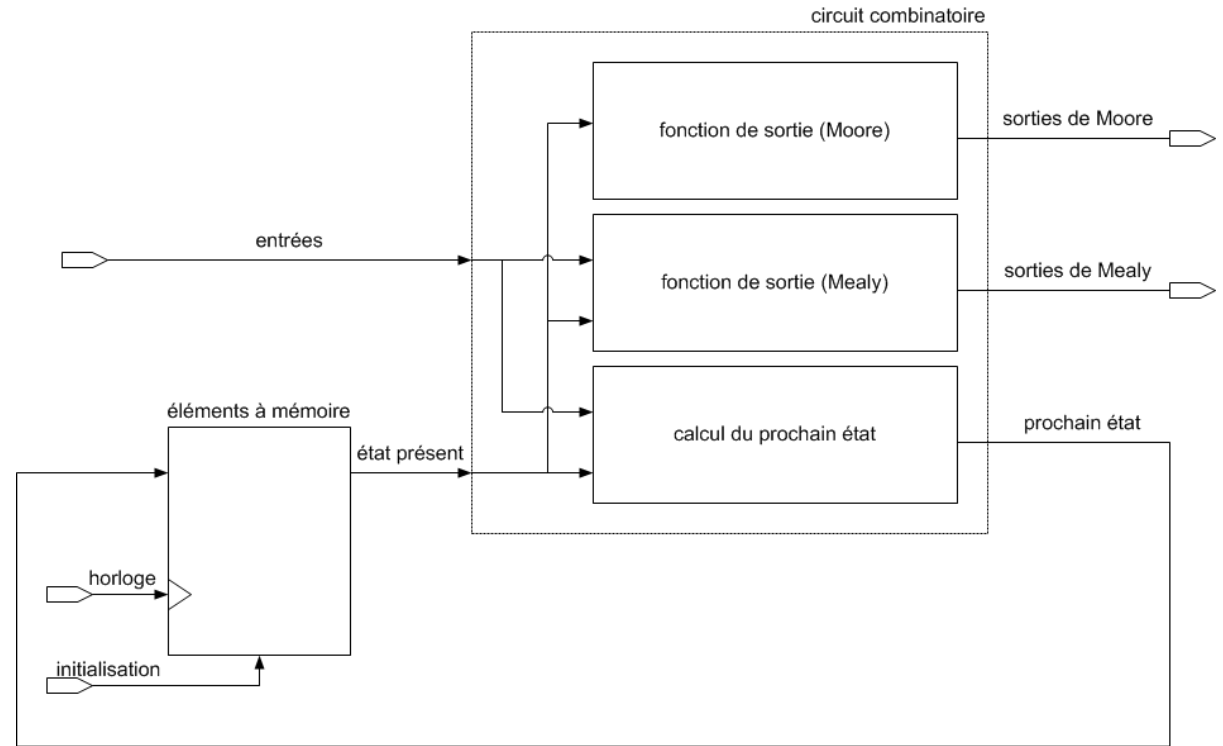 circuit combinatoire
fonction de sortie (Moore)
sorties de Moore
entrées
fonction de sortie (Mealy)
sorties de Mealy
éléments à mémoire
état présent
calcul du prochain état
prochain état
horloge
initialisation